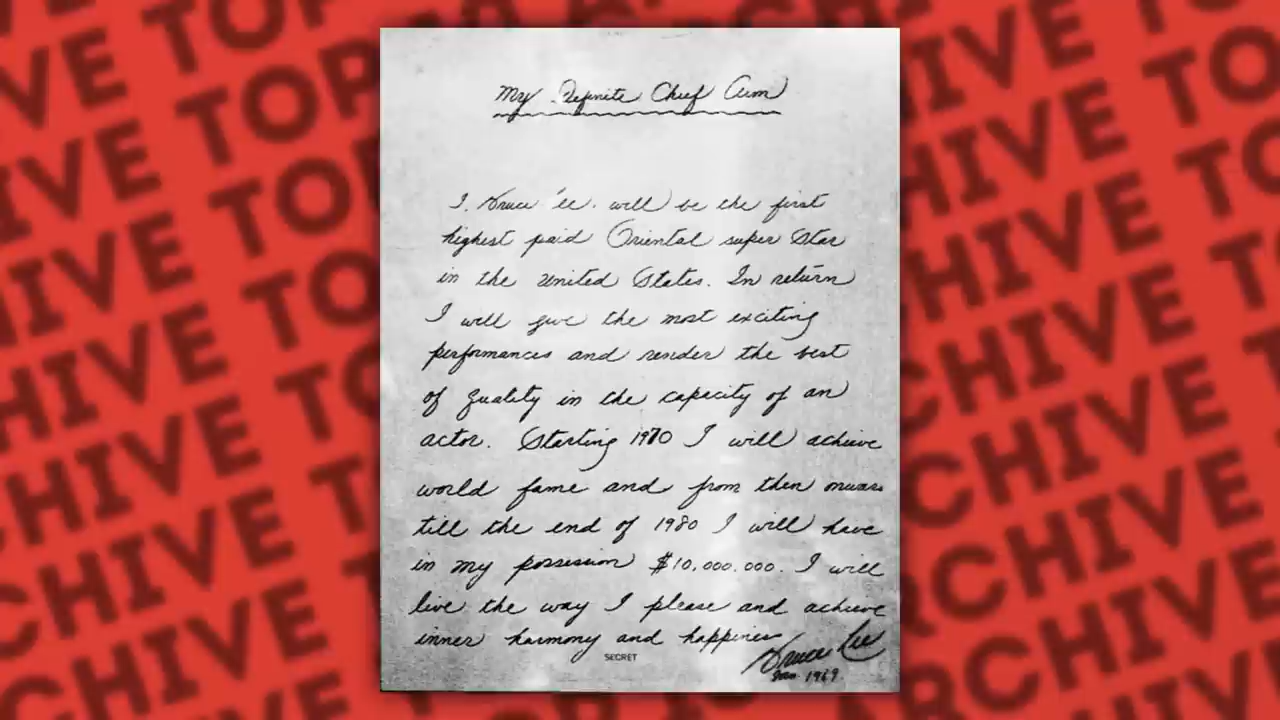 My Definite Chief Aim
I, Bruce Lee, will be the first
highest paid Oriental super Star
in the United States. In return
I will give the most exciting
performances and render the best
of quality in the capacity of an
actor. Starting 1970 I will achieve
world fame and from then onward
till the end of 1980 I will have
in my possession $10,000,000. I will
live the way I please and achieve
inner harmony and happiness
Bruce Lee
Jan. 1969
SECRET
ARCHIVE TOP